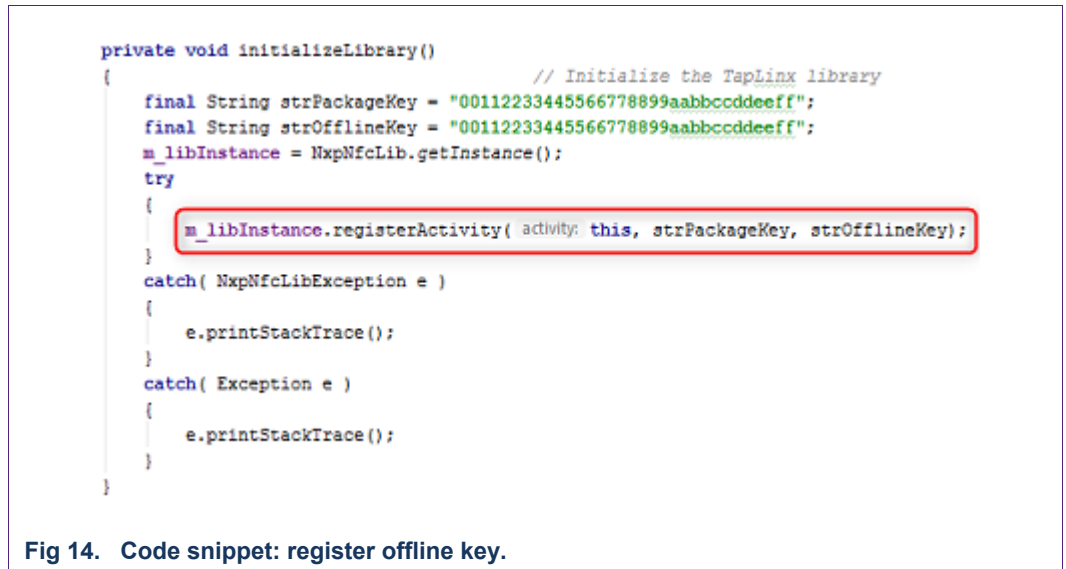 private void initializeLibrary()
{ // Initialize the TapLinx library
final String strPackageKey = "00112233445566778899aabbccddeeff";
final String strOfflineKey = "00112233445566778899aabbccddeeff";
m_libInstance = NxpNfcLib.getInstance();
try
{
m_libInstance.registerActivity( activity: this, strPackageKey, strOfflineKey);
}
catch( NxpNfcLibException e )
{
e.printStackTrace();
}
catch( Exception e )
{
e.printStackTrace();
}
}
Fig 14. Code snippet: register offline key.